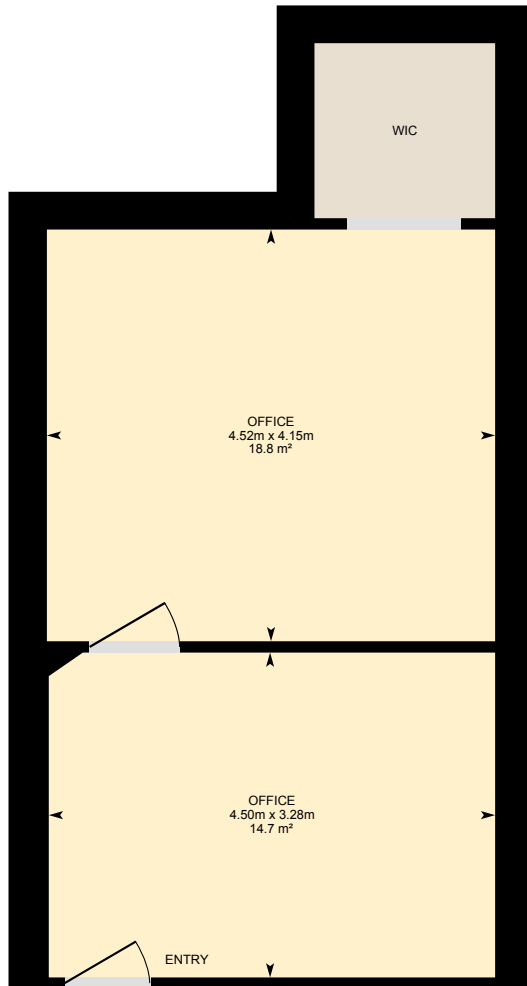 WIC
OFFICE
4.52m x 4.15m
18.8 m²
OFFICE
4.50m x 3.28m
14.7 m²
ENTRY